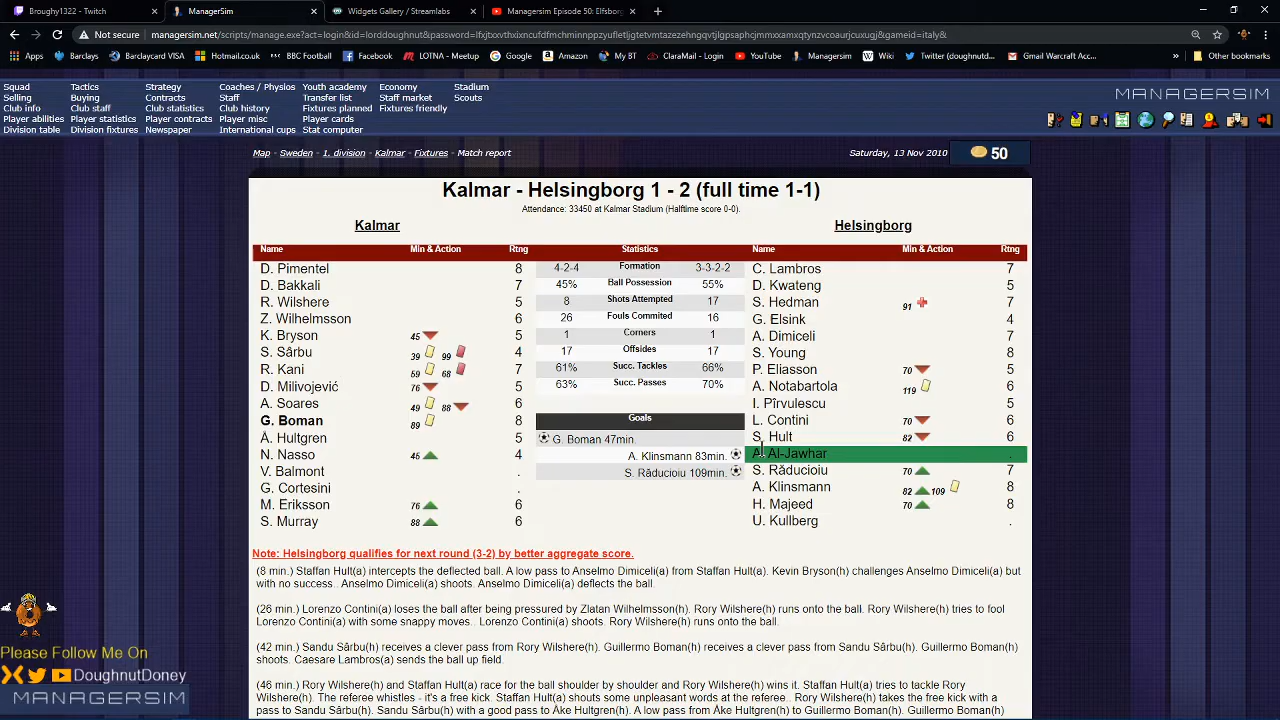 Broughy1322 - Twitch
ManagerSim
Widgets Gallery / Streamlabs
Managersim Episode 50: Elfsborg
Not secure
managersim.net/scripts/manage.exe?act=login&id=lorddoughnut&password=
&gameid=italy&
Apps
Barclays
Barclaycard VISA
Hotmail.co.uk
BBC Football
Facebook
LOTNA - Meetup
Google
Amazon
My BT
ClaraMail - Login
YouTube
Managersim
Wiki
Twitter (doughnutd...
Gmail Warcraft Acc...
»
Other bookmarks
Squad Tactics Strategy Coaches / Physios Youth academy Economy Stadium
Selling Buying Contracts Staff Transfer list Staff market Scouts
Club info Club staff Club statistics Club history Fixtures planned Fixtures friendly
Player abilities Player statistics Player contracts Player misc Player cards
Division table Division fixtures Newspaper International cups Stat computer
MANAGERSIM
Map - Sweden - 1. division - Kalmar - Fixtures - Match report
Saturday, 13 Nov 2010
50
Kalmar - Helsingborg 1 - 2 (full time 1-1)
Attendance: 33450 at Kalmar Stadium (Halftime score 0-0).
Kalmar
Helsingborg
Name Min & Action Rtng Statistics Name Min & Action Rtng
D. Pimentel 8 4-2-4 Formation 3-3-2-2 C. Lambros 7
D. Bakkali 7 45% Ball Possession 55% D. Kwateng 5
R. Wilshere 5 8 Shots Attempted 17 S. Hedman 91 7
Z. Wilhelmsson 6 26 Fouls Commited 16 G. Elsink 4
K. Bryson 45 5 1 Corners 1 A. Dimiceli 7
S. Sârbu 39 99 4 17 Offsides 17 S. Young 8
R. Kani 59 68 7 61% Succ. Tackles 66% P. Eliasson 70 5
D. Milivojević 76 5 63% Succ. Passes 70% A. Notabartola 119 6
A. Soares 49 88 6 I. Pîrvulescu 5
G. Boman 89 8 Goals L. Contini 70 6
Å. Hultgren 5 G. Boman 47min. S. Hult 82 6
N. Nasso 45 4 A. Klinsmann 83min. A. Al-Jawhar .
V. Balmont . S. Răducioiu 109min. S. Răducioiu 70 7
G. Cortesini . A. Klinsmann 82 109 8
M. Eriksson 76 6 H. Majeed 70 8
S. Murray 88 6 U. Kullberg .
Note: Helsingborg qualifies for next round (3-2) by better aggregate score.
(8 min.) Staffan Hult(a) intercepts the deflected ball. A low pass to Anselmo Dimiceli(a) from Staffan Hult(a). Kevin Bryson(h) challenges Anselmo Dimiceli(a) but
with no success.. Anselmo Dimiceli(a) shoots. Anselmo Dimiceli(a) deflects the ball.
(26 min.) Lorenzo Contini(a) loses the ball after being pressured by Zlatan Wilhelmsson(h). Rory Wilshere(h) runs onto the ball. Rory Wilshere(h) tries to fool
Lorenzo Contini(a) with some snappy moves.. Lorenzo Contini(a) shoots. Rory Wilshere(h) runs onto the ball.
(42 min.) Sandu Sârbu(h) receives a clever pass from Rory Wilshere(h). Guillermo Boman(h) receives a clever pass from Sandu Sârbu(h). Guillermo Boman(h)
shoots. Caesare Lambros(a) sends the ball up field.
(46 min.) Rory Wilshere(h) and Staffan Hult(a) race for the ball shoulder by shoulder and Rory Wilshere(h) wins it. Staffan Hult(a) tries to tackle Rory
Wilshere(h). The referee whistles - it's a free kick. Staffan Hult(a) shouts some unpleasant words at the referee . Rory Wilshere(h) takes the free kick with a
pass to Sandu Sârbu(h). Sandu Sârbu(h) with a good pass to Åke Hultgren(h). A low pass from Åke Hultgren(h) to Guillermo Boman(h). Guillermo Boman(h)
Please Follow Me On
DoughnutDoney
MANAGERSIM